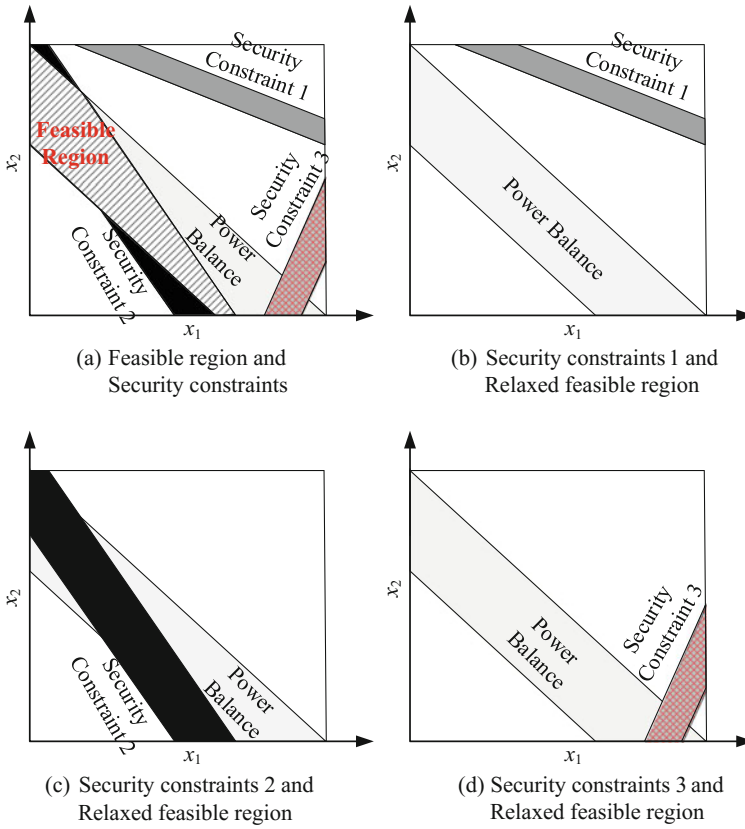 Security
Constraint 1
Feasible
Region
x2
Security
Constraint 3
Power
Balance
Security
Constraint 2
x1
(a) Feasible region and
Security constraints
Security
Constraint 1
x2
Power Balance
x1
(b) Security constraints 1 and
Relaxed feasible region
x2
Security
Constraint 2
Power
Balance
x1
(c) Security constraints 2 and
Relaxed feasible region
x2
Power
Balance
Security
Constraint 3
x1
(d) Security constraints 3 and
Relaxed feasible region